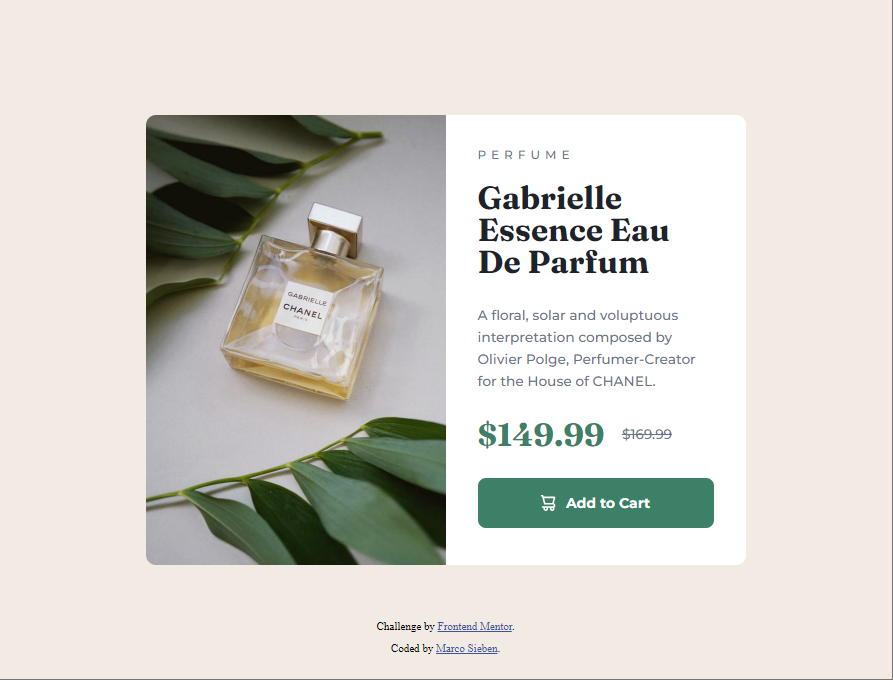 GABRIELLE
CHANEL
PARIS
PERFUME
Gabrielle
Essence Eau
De Parfum
A floral, solar and voluptuous
interpretation composed by
Olivier Polge, Perfumer-Creator
for the House of CHANEL.
$149.99 $169.99
Add to Cart
Challenge by Frontend Mentor.
Coded by Marco Sieben.